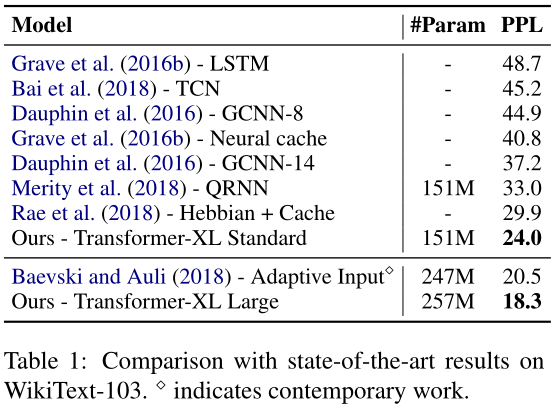 Model #Param PPL
Grave et al. (2016b) - LSTM - 48.7
Bai et al. (2018) - TCN - 45.2
Dauphin et al. (2016) - GCNN-8 - 44.9
Grave et al. (2016b) - Neural cache - 40.8
Dauphin et al. (2016) - GCNN-14 - 37.2
Merity et al. (2018) - QRNN 151M 33.0
Rae et al. (2018) - Hebbian + Cache - 29.9
Ours - Transformer-XL Standard 151M 24.0
Baevski and Auli (2018) - Adaptive Input⋄ 247M 20.5
Ours - Transformer-XL Large 257M 18.3
Table 1: Comparison with state-of-the-art results on
WikiText-103. ⋄ indicates contemporary work.